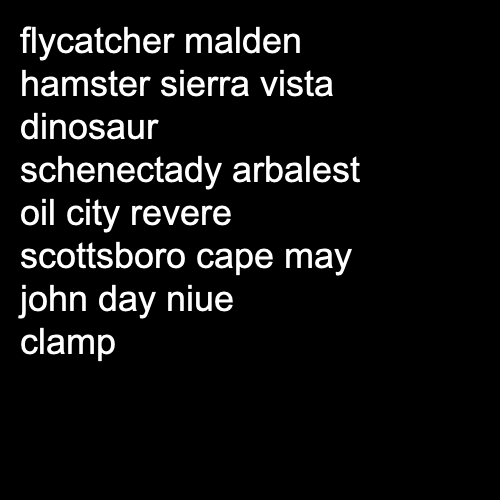 flycatcher malden
hamster sierra vista
dinosaur
schenectady arbalest
oil city revere
scottsboro cape may
john day niue
clamp